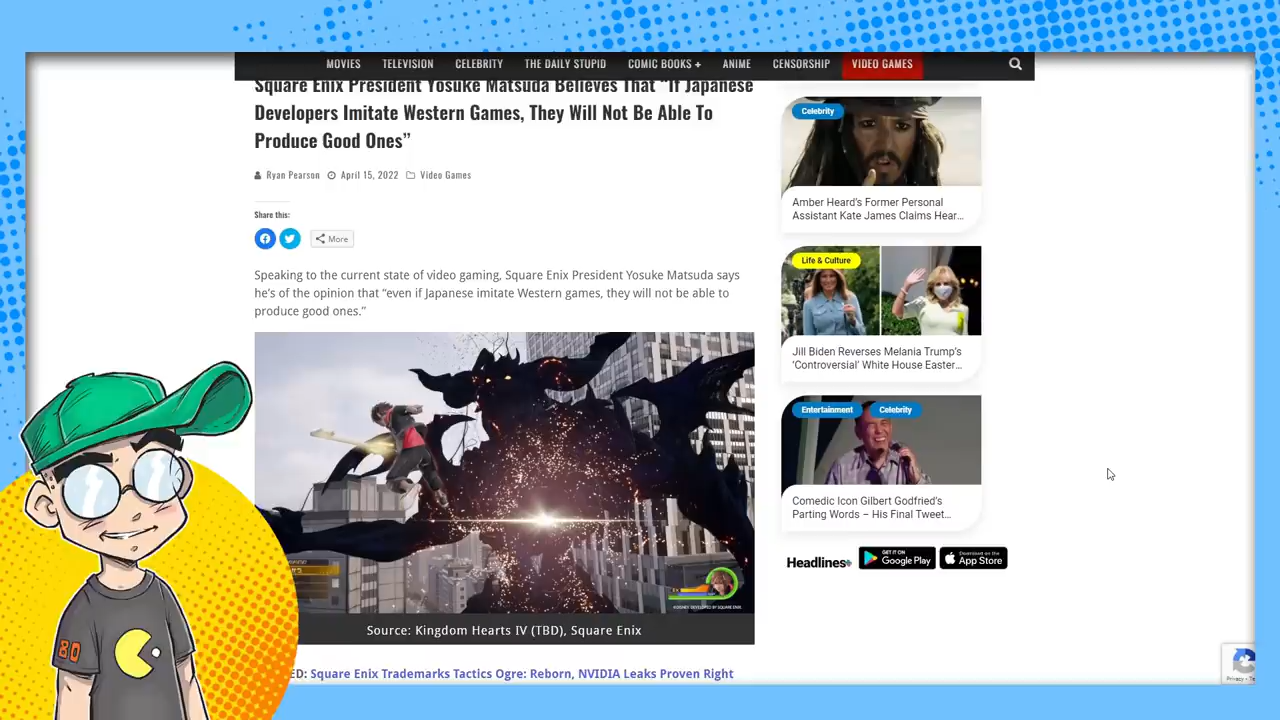 MOVIES TELEVISION CELEBRITY THE DAILY STUPID COMIC BOOKS + ANIME CENSORSHIP VIDEO GAMES
Square Enix President Yosuke Matsuda Believes That “If Japanese
Developers Imitate Western Games, They Will Not Be Able To
Produce Good Ones”
Ryan Pearson April 15, 2022 Video Games
Share this:
More
Speaking to the current state of video gaming, Square Enix President Yosuke Matsuda says
he’s of the opinion that “even if Japanese imitate Western games, they will not be able to
produce good ones.”
Source: Kingdom Hearts IV (TBD), Square Enix
ED: Square Enix Trademarks Tactics Ogre: Reborn, NVIDIA Leaks Proven Right
80
Celebrity
Amber Heard’s Former Personal
Assistant Kate James Claims Hear...
Life & Culture
Jill Biden Reverses Melania Trump’s
‘Controversial’ White House Easter...
Entertainment Celebrity
Comedic Icon Gilbert Godfried’s
Parting Words – His Final Tweet...
Headlines+
GET IT ON
Google Play
Download on the
App Store